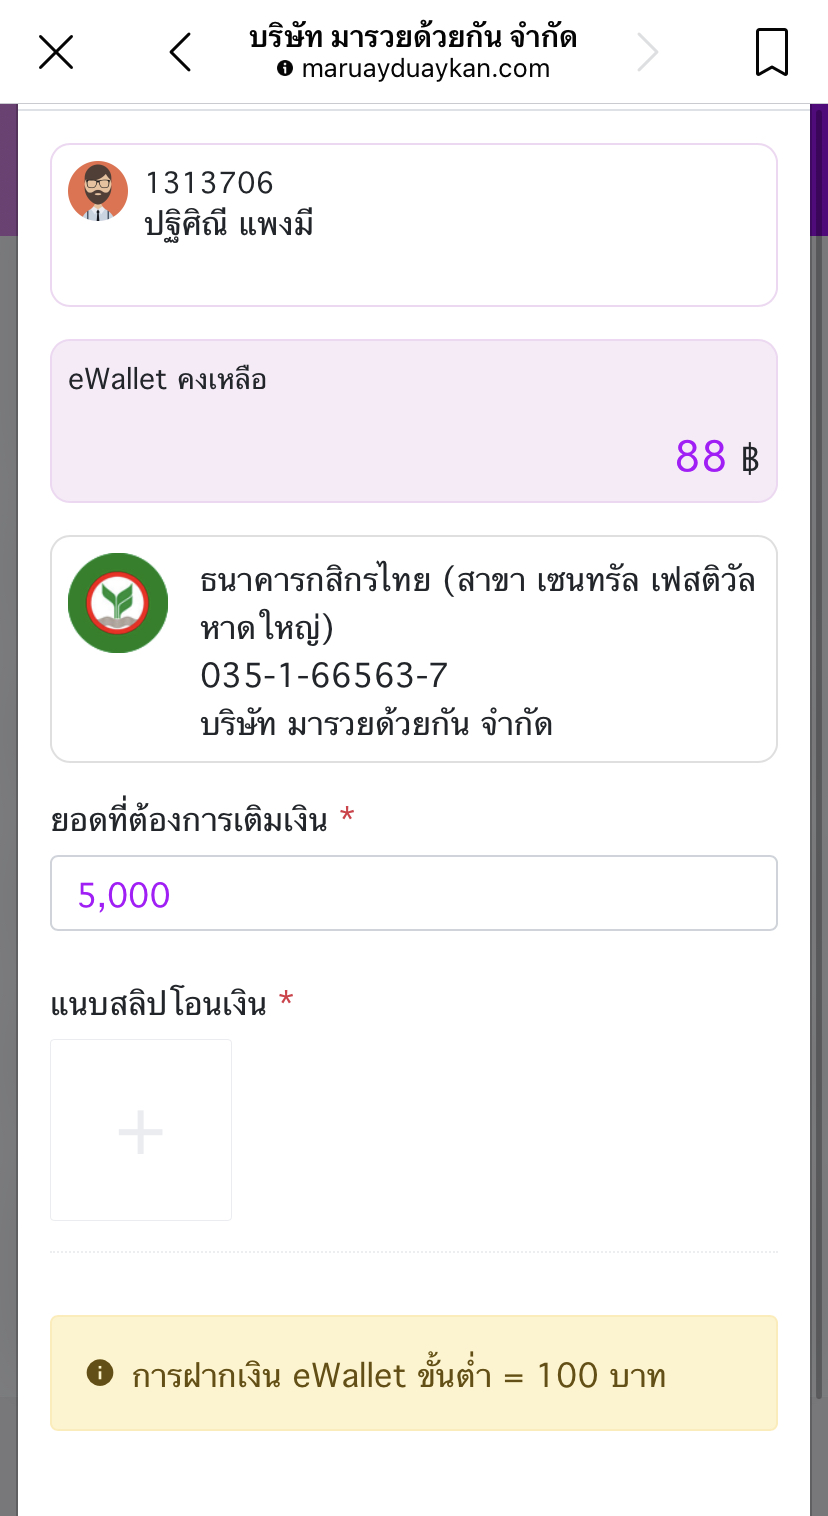 บริษัท มารวยด้วยกัน จำกัด
maruayduaykan.com
1313706
ปฐิศิณี แพงมี
eWallet คงเหลือ
88 ฿
ธนาคารกสิกรไทย (สาขา เซนทรัล เฟสติวัล
หาดใหญ่)
035-1-66563-7
บริษัท มารวยด้วยกัน จำกัด
ยอดที่ต้องการเติมเงิน *
5,000
แนบสลิปโอนเงิน *
การฝากเงิน eWallet ขั้นต่ำ = 100 บาท